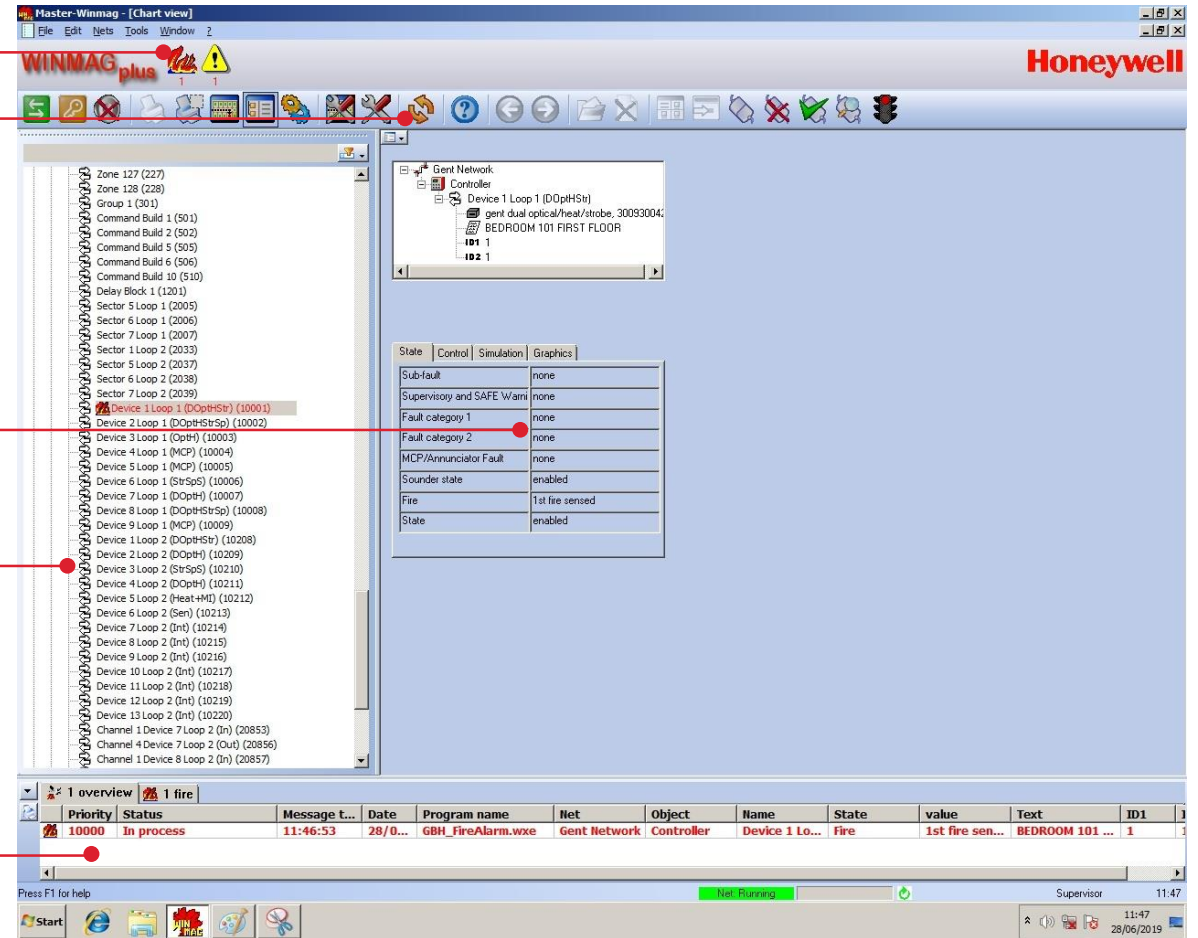 Master-Winmag - [Chart view]
File Edit Nets Tools Window ?
WINMAG plus
1 1
Honeywell
Zone 127 (227)
Zone 128 (228)
Group 1 (301)
Command Build 1 (501)
Command Build 2 (502)
Command Build 5 (505)
Command Build 6 (506)
Command Build 10 (510)
Delay Block 1 (1201)
Sector 5 Loop 1 (2005)
Sector 6 Loop 1 (2006)
Sector 7 Loop 1 (2007)
Sector 1 Loop 2 (2033)
Sector 5 Loop 2 (2037)
Sector 6 Loop 2 (2038)
Sector 7 Loop 2 (2039)
Device 1 Loop 1 (DOptHStr) (10001)
Device 2 Loop 1 (DOptHStrSp) (10002)
Device 3 Loop 1 (OptH) (10003)
Device 4 Loop 1 (MCP) (10004)
Device 5 Loop 1 (MCP) (10005)
Device 6 Loop 1 (StrSpS) (10006)
Device 7 Loop 1 (DOptH) (10007)
Device 8 Loop 1 (DOptHStrSp) (10008)
Device 9 Loop 1 (MCP) (10009)
Device 1 Loop 2 (DOptHStr) (10208)
Device 2 Loop 2 (DOptH) (10209)
Device 3 Loop 2 (StrSpS) (10210)
Device 4 Loop 2 (DOptH) (10211)
Device 5 Loop 2 (Heat+MI) (10212)
Device 6 Loop 2 (Sen) (10213)
Device 7 Loop 2 (Int) (10214)
Device 8 Loop 2 (Int) (10215)
Device 9 Loop 2 (Int) (10216)
Device 10 Loop 2 (Int) (10217)
Device 11 Loop 2 (Int) (10218)
Device 12 Loop 2 (Int) (10219)
Device 13 Loop 2 (Int) (10220)
Channel 1 Device 7 Loop 2 (In) (20853)
Channel 4 Device 7 Loop 2 (Out) (20856)
Channel 1 Device 8 Loop 2 (In) (20857)
Gent Network
Controller
Device 1 Loop 1 (DOptHStr)
gent dual optical/heat/strobe, 30093004
BEDROOM 101 FIRST FLOOR
ID1 1
ID2 1
State Control Simulation Graphics
Sub-fault none
Supervisory and SAFE Warni none
Fault category 1 none
Fault category 2 none
MCP/Annunciator Fault none
Sounder state enabled
Fire 1st fire sensed
State enabled
1 overview 1 fire
Priority Status Message t... Date Program name Net Object Name State value Text ID1
10000 In process 11:46:53 28/0... GBH_FireAlarm.wxe Gent Network Controller Device 1 Lo... Fire 1st fire sen... BEDROOM 101 ... 1 1
Press F1 for help Net: Running Supervisor 11:47
Start WIN MAG 11:47
28/06/2019